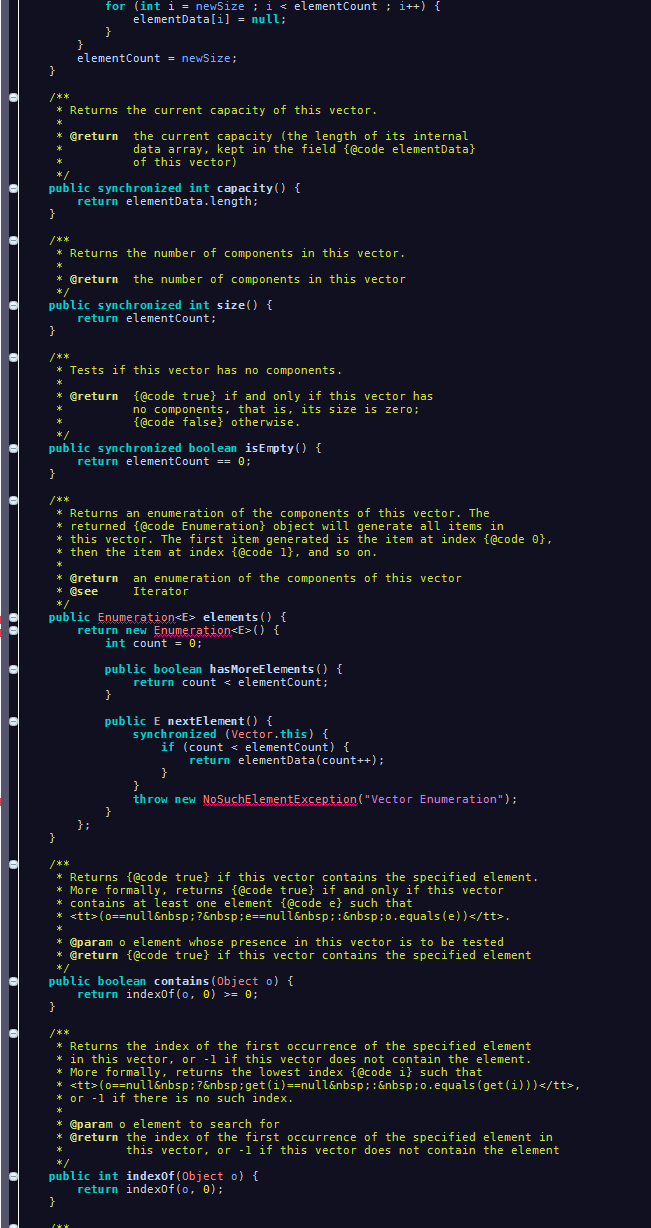 for (int i = newSize ; i < elementCount ; i++) {
elementData[i] = null;
}
}
elementCount = newSize;
}
/**
* Returns the current capacity of this vector.
*
* @return  the current capacity (the length of its internal
*          data array, kept in the field {@code elementData}
*          of this vector)
*/
public synchronized int capacity() {
return elementData.length;
}
/**
* Returns the number of components in this vector.
*
* @return  the number of components in this vector
*/
public synchronized int size() {
return elementCount;
}
/**
* Tests if this vector has no components.
*
* @return  {@code true} if and only if this vector has
*          no components, that is, its size is zero;
*          {@code false} otherwise.
*/
public synchronized boolean isEmpty() {
return elementCount == 0;
}
/**
* Returns an enumeration of the components of this vector. The
* returned {@code Enumeration} object will generate all items in
* this vector. The first item generated is the item at index {@code 0},
* then the item at index {@code 1}, and so on.
*
* @return  an enumeration of the components of this vector
* @see     Iterator
*/
public Enumeration<E> elements() {
return new Enumeration<E>() {
int count = 0;
public boolean hasMoreElements() {
return count < elementCount;
}
public E nextElement() {
synchronized (Vector.this) {
if (count < elementCount) {
return elementData(count++);
}
}
throw new NoSuchElementException("Vector Enumeration");
}
};
}
/**
* Returns {@code true} if this vector contains the specified element.
* More formally, returns {@code true} if and only if this vector
* contains at least one element {@code e} such that
* <tt>(o==null&nbsp;?&nbsp;e==null&nbsp;:&nbsp;o.equals(e))</tt>.
*
* @param o element whose presence in this vector is to be tested
* @return {@code true} if this vector contains the specified element
*/
public boolean contains(Object o) {
return indexOf(o, 0) >= 0;
}
/**
* Returns the index of the first occurrence of the specified element
* in this vector, or -1 if this vector does not contain the element.
* More formally, returns the lowest index {@code i} such that
* <tt>(o==null&nbsp;?&nbsp;get(i)==null&nbsp;:&nbsp;o.equals(get(i)))</tt>,
* or -1 if there is no such index.
*
* @param o element to search for
* @return the index of the first occurrence of the specified element in
*         this vector, or -1 if this vector does not contain the element
*/
public int indexOf(Object o) {
return indexOf(o, 0);
}
/**